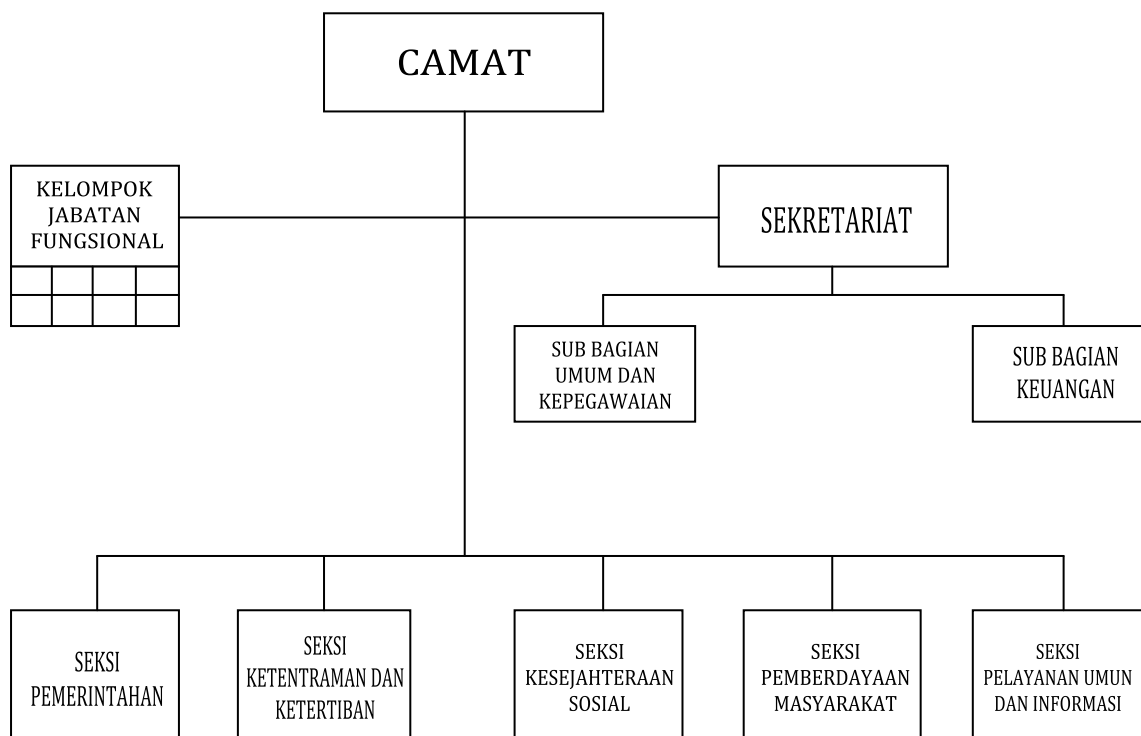 CAMAT
KELOMPOK
JABATAN
FUNGSIONAL
SEKRETARIAT
SUB BAGIAN
UMUM DAN
KEPEGAWAIAN
SUB BAGIAN
KEUANGAN
SEKSI
PEMERINTAHAN
SEKSI
KETENTRAMAN DAN
KETERTIBAN
SEKSI
KESEJAHTERAAN
SOSIAL
SEKSI
PEMBERDAYAAN
MASYARAKAT
SEKSI
PELAYANAN UMUN
DAN INFORMASI